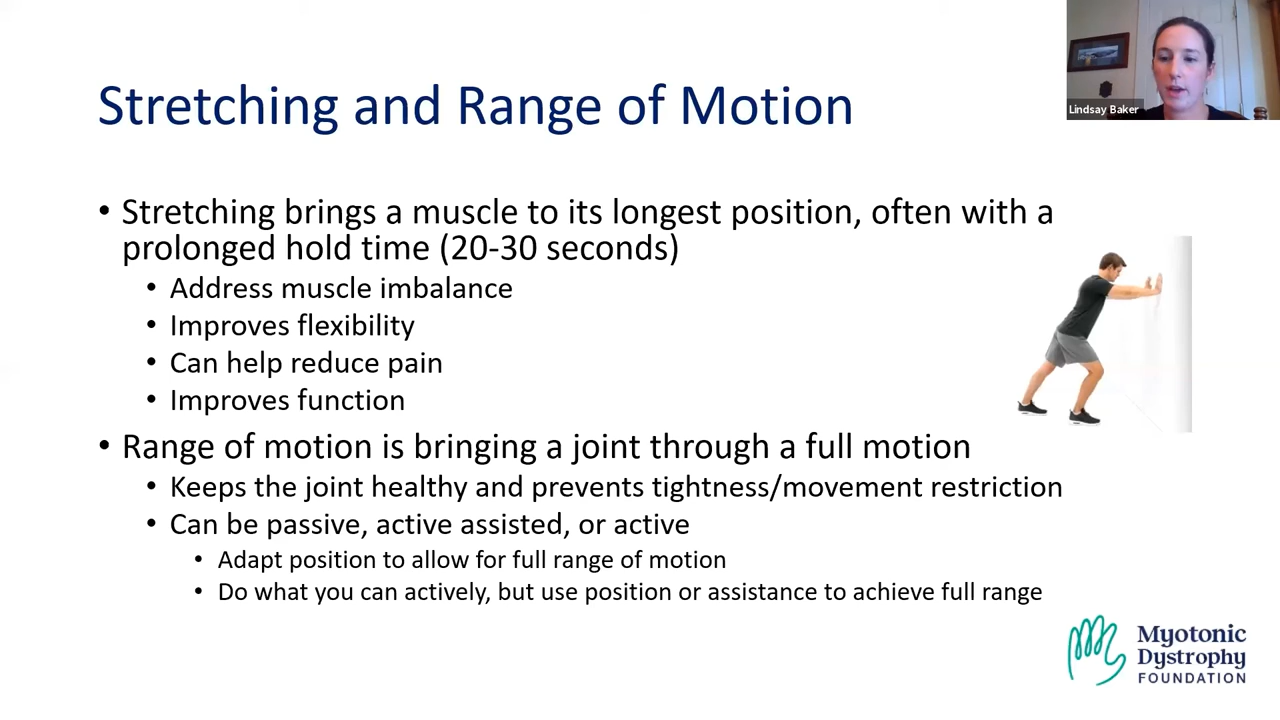 Lindsay Baker
Stretching and Range of Motion
• Stretching brings a muscle to its longest position, often with a
prolonged hold time (20-30 seconds)
• Address muscle imbalance
• Improves flexibility
• Can help reduce pain
• Improves function
• Range of motion is bringing a joint through a full motion
• Keeps the joint healthy and prevents tightness/movement restriction
• Can be passive, active assisted, or active
• Adapt position to allow for full range of motion
• Do what you can actively, but use position or assistance to achieve full range
Myotonic
Dystrophy
FOUNDATION